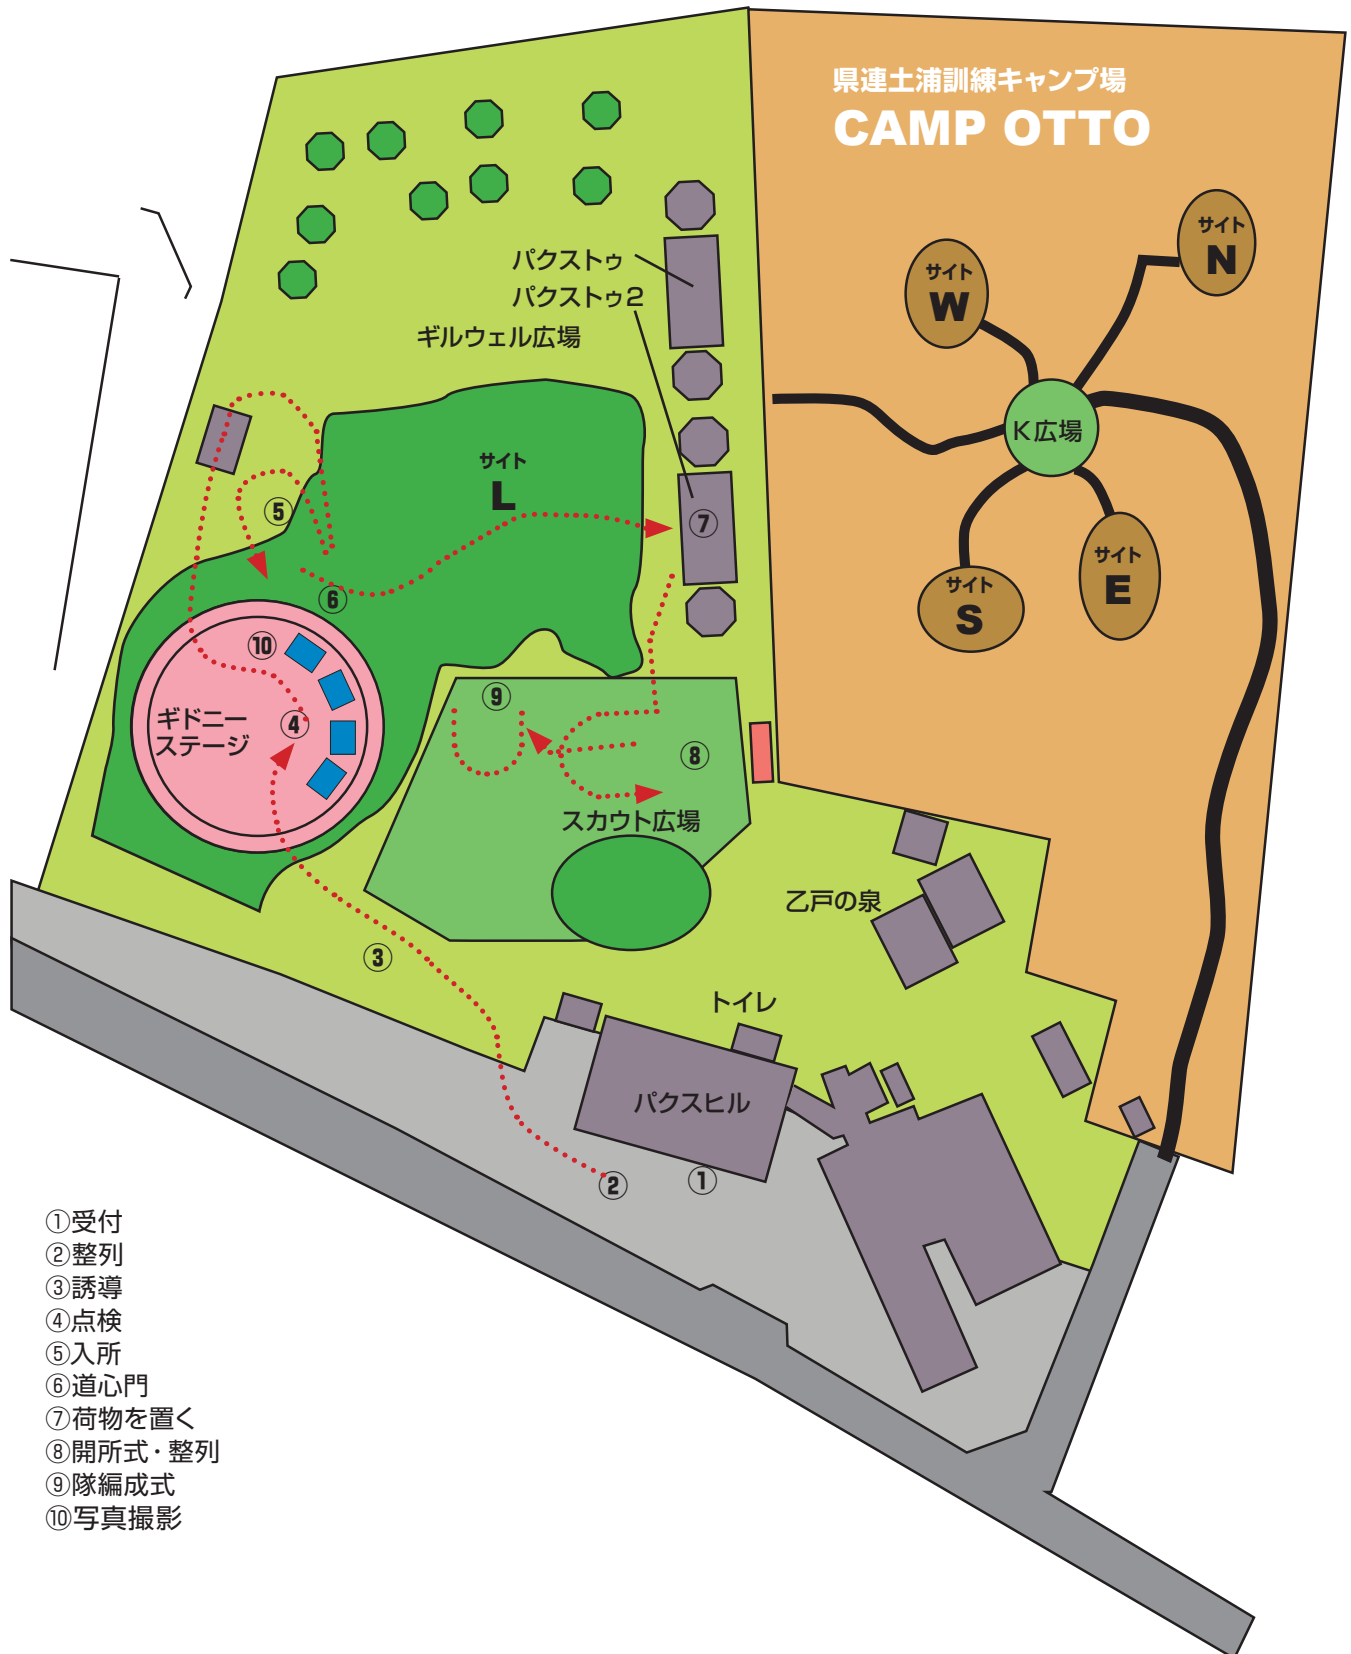 県連土浦訓練キャンプ場
CAMP OTTO
サイト
N
サイト
W
パクストゥ
パクストゥ2
ギルウェル広場
K広場
サイト
L
⑤
⑦
サイト
E
サイト
S
⑥
⑩
⑨
ギドニー
ステージ
④
⑧
スカウト広場
乙戸の泉
③
トイレ
パクスヒル
②
①
①受付
②整列
③誘導
④点検
⑤入所
⑥道心門
⑦荷物を置く
⑧開所式・整列
⑨隊編成式
⑩写真撮影